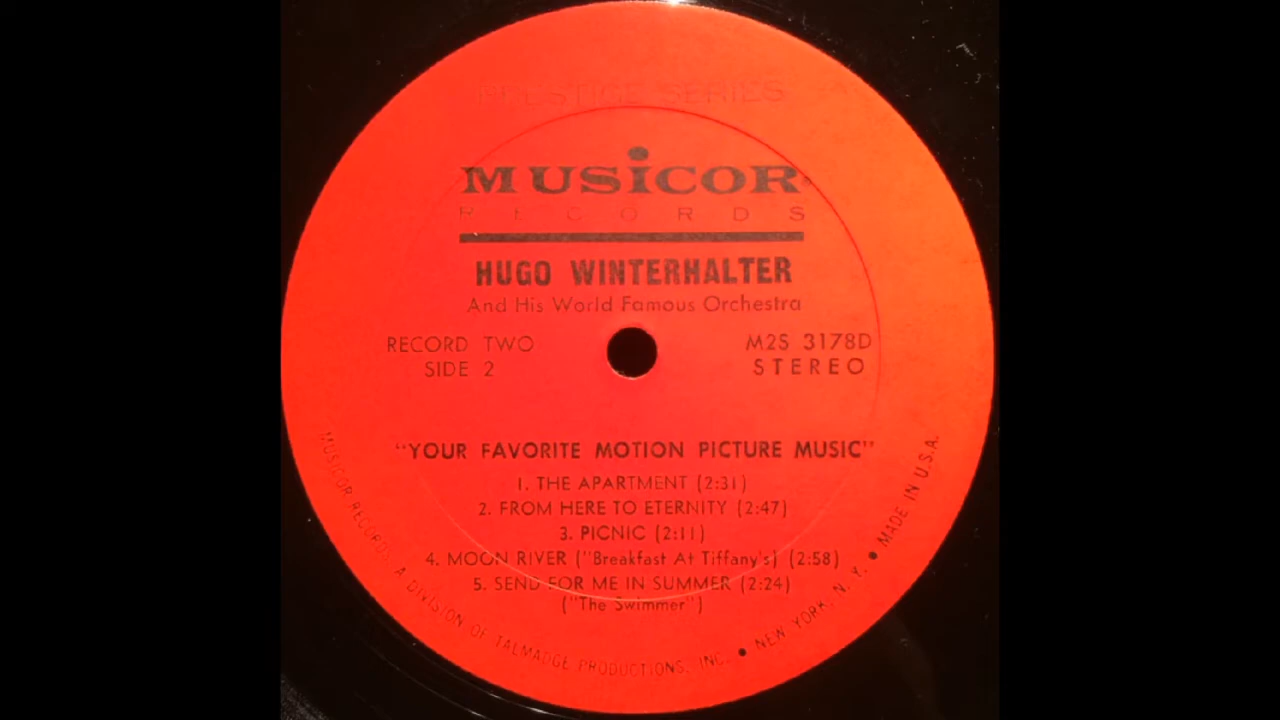 PRESTIGE SERIES
MUSICOR
RECORDS
HUGO WINTERHALTER
And His World Famous Orchestra
RECORD TWO
SIDE 2
M2S 3178D
STEREO
"YOUR FAVORITE MOTION PICTURE MUSIC"
1. THE APARTMENT (2:31)
2. FROM HERE TO ETERNITY (2:47)
3. PICNIC (2:11)
4. MOON RIVER ("Breakfast At Tiffany's) (2:58)
5. SEND FOR ME IN SUMMER (2:24)
("The Swimmer")
MUSICOR RECORDS, A DIVISION OF TALMADGE PRODUCTIONS, INC. ● NEW YORK, N. Y. ● MADE IN U.S.A.